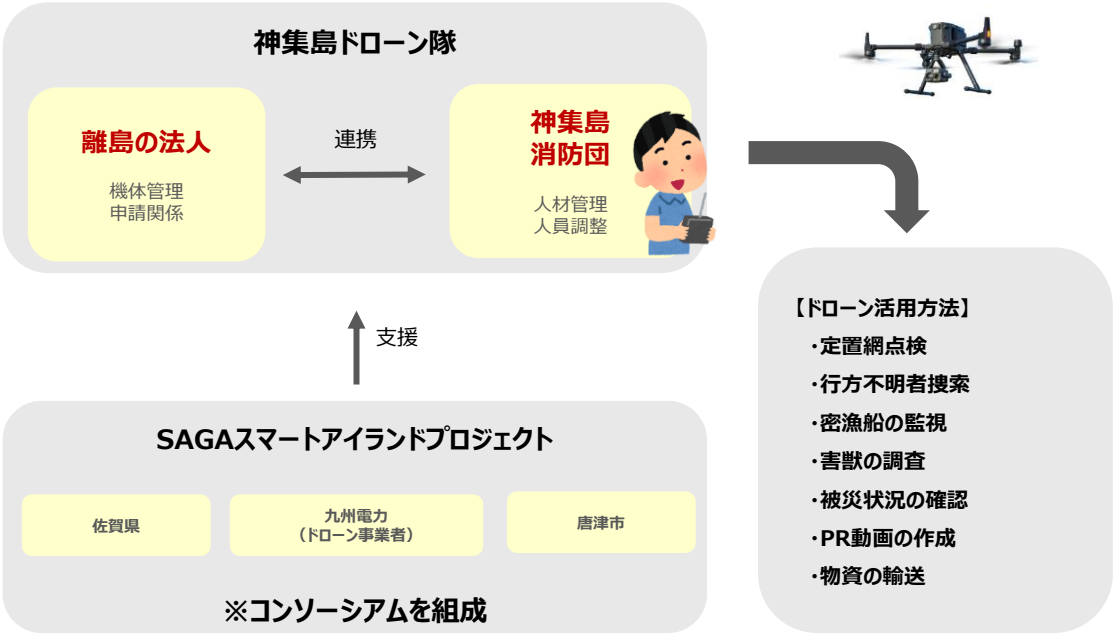 神集島ドローン隊
離島の法人
機体管理
申請関係
連携
神集島
消防団
人材管理
人員調整
支援
SAGAスマートアイランドプロジェクト
佐賀県
九州電力
（ドローン事業者）
唐津市
※コンソーシアムを組成
【ドローン活用方法】
・定置網点検
・行方不明者捜索
・密漁船の監視
・害獣の調査
・被災状況の確認
・PR動画の作成
・物資の輸送